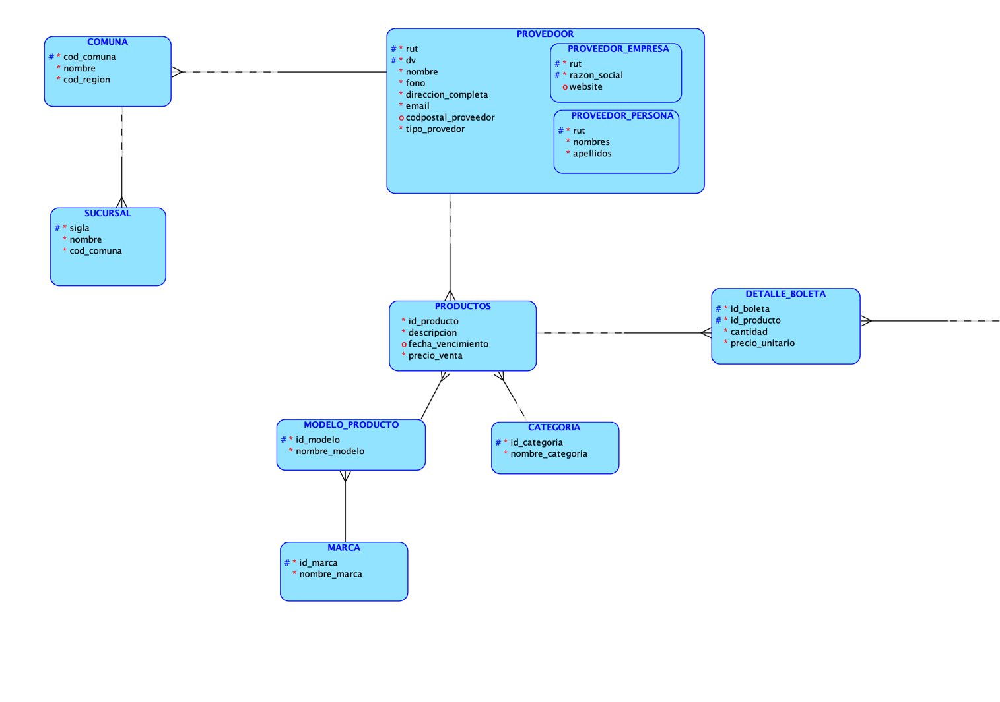 COMUNA
# * cod_comuna
* nombre
* cod_region
PROVEDOOR
# * rut
# * dv
* nombre
* fono
* direccion_completa
* email
o codpostal_proveedor
* tipo_provedor
PROVEEDOR_EMPRESA
# * rut
# * razon_social
o website
PROVEEDOR_PERSONA
# * rut
* nombres
* apellidos
SUCURSAL
# * sigla
* nombre
* cod_comuna
PRODUCTOS
* id_producto
* descripcion
o fecha_vencimiento
* precio_venta
DETALLE_BOLETA
# * id_boleta
# * id_producto
* cantidad
* precio_unitario
MODELO_PRODUCTO
# * id_modelo
* nombre_modelo
CATEGORIA
# * id_categoria
* nombre_categoria
MARCA
# * id_marca
* nombre_marca